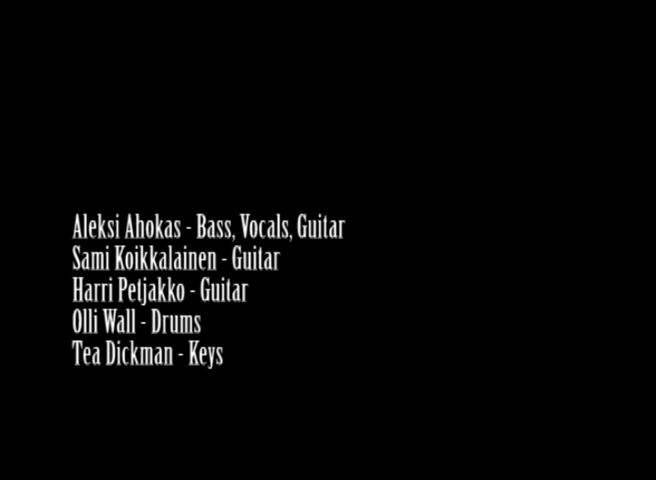 Aleksi Ahokas - Bass, Vocals, Guitar
Sami Koikkalainen - Guitar
Harri Petjakko - Guitar
Olli Wall - Drums
Tea Dickman - Keys